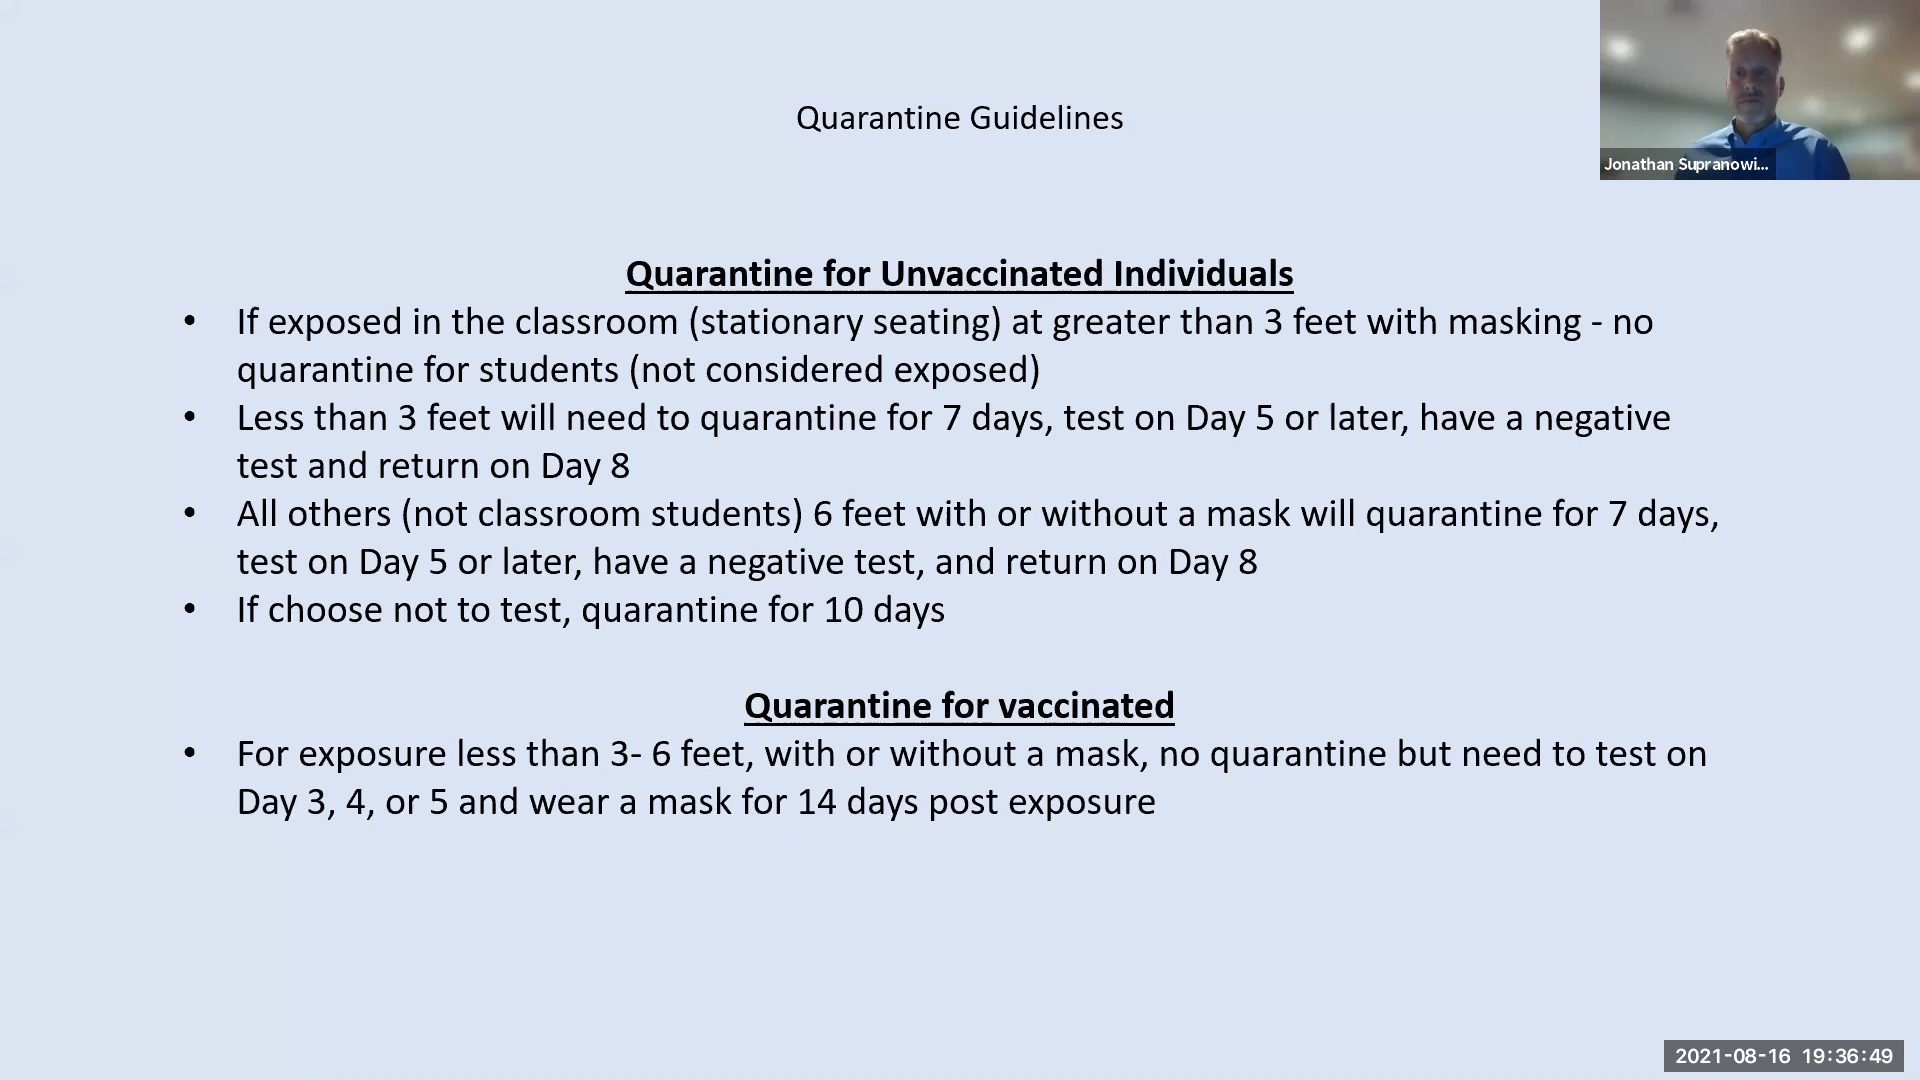 Quarantine Guidelines
Jonathan Supranowi...
Quarantine for Unvaccinated Individuals
• If exposed in the classroom (stationary seating) at greater than 3 feet with masking - no
quarantine for students (not considered exposed)
• Less than 3 feet will need to quarantine for 7 days, test on Day 5 or later, have a negative
test and return on Day 8
• All others (not classroom students) 6 feet with or without a mask will quarantine for 7 days,
test on Day 5 or later, have a negative test, and return on Day 8
• If choose not to test, quarantine for 10 days
Quarantine for vaccinated
• For exposure less than 3- 6 feet, with or without a mask, no quarantine but need to test on
Day 3, 4, or 5 and wear a mask for 14 days post exposure
2021-08-16 19:36:49